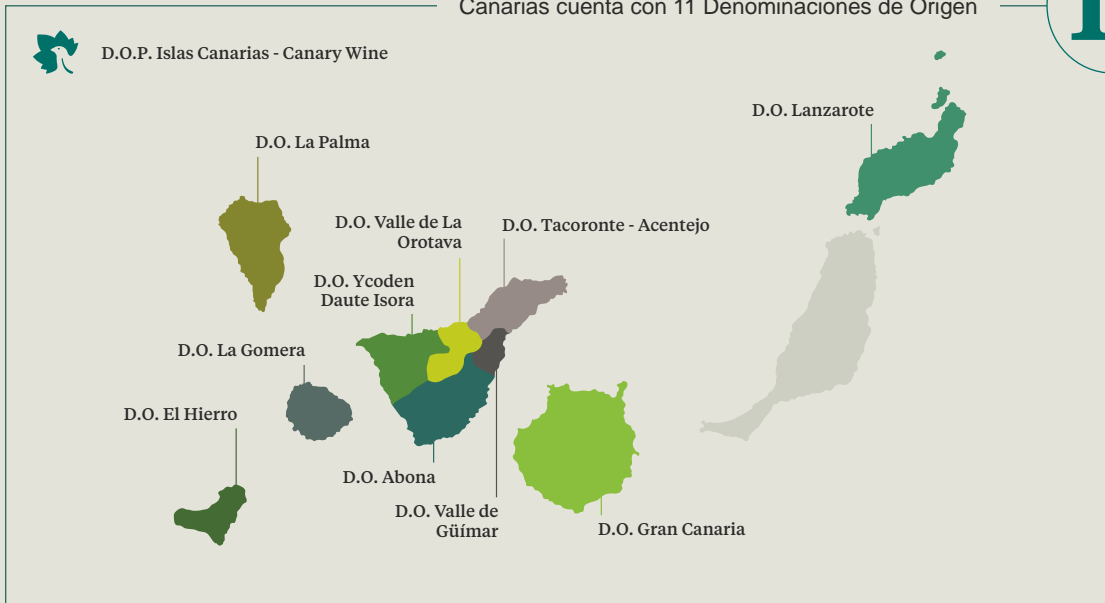 Canarias cuenta con 11 Denominaciones de Origen
D.O.P. Islas Canarias - Canary Wine
D.O. Lanzarote
D.O. La Palma
D.O. Valle de La
Orotava
D.O. Tacoronte - Acentejo
D.O. Ycoden
Daute Isora
D.O. La Gomera
D.O. El Hierro
D.O. Abona
D.O. Valle de
Güímar
D.O. Gran Canaria